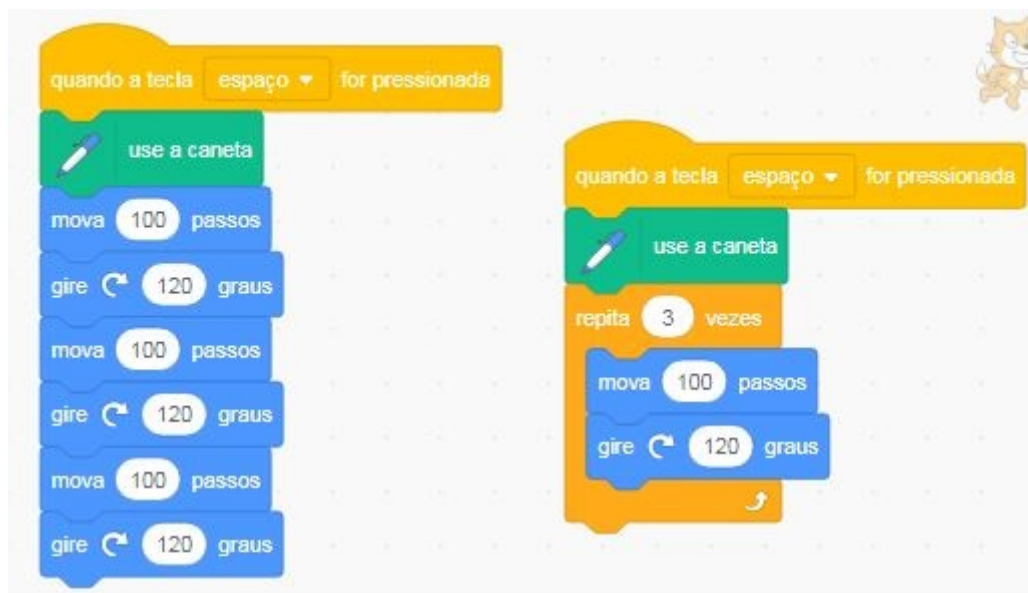 quando a tecla espaço for pressionada
use a caneta
mova 100 passos
gire 120 graus
mova 100 passos
gire 120 graus
mova 100 passos
gire 120 graus
quando a tecla espaço for pressionada
use a caneta
repita 3 vezes
mova 100 passos
gire 120 graus